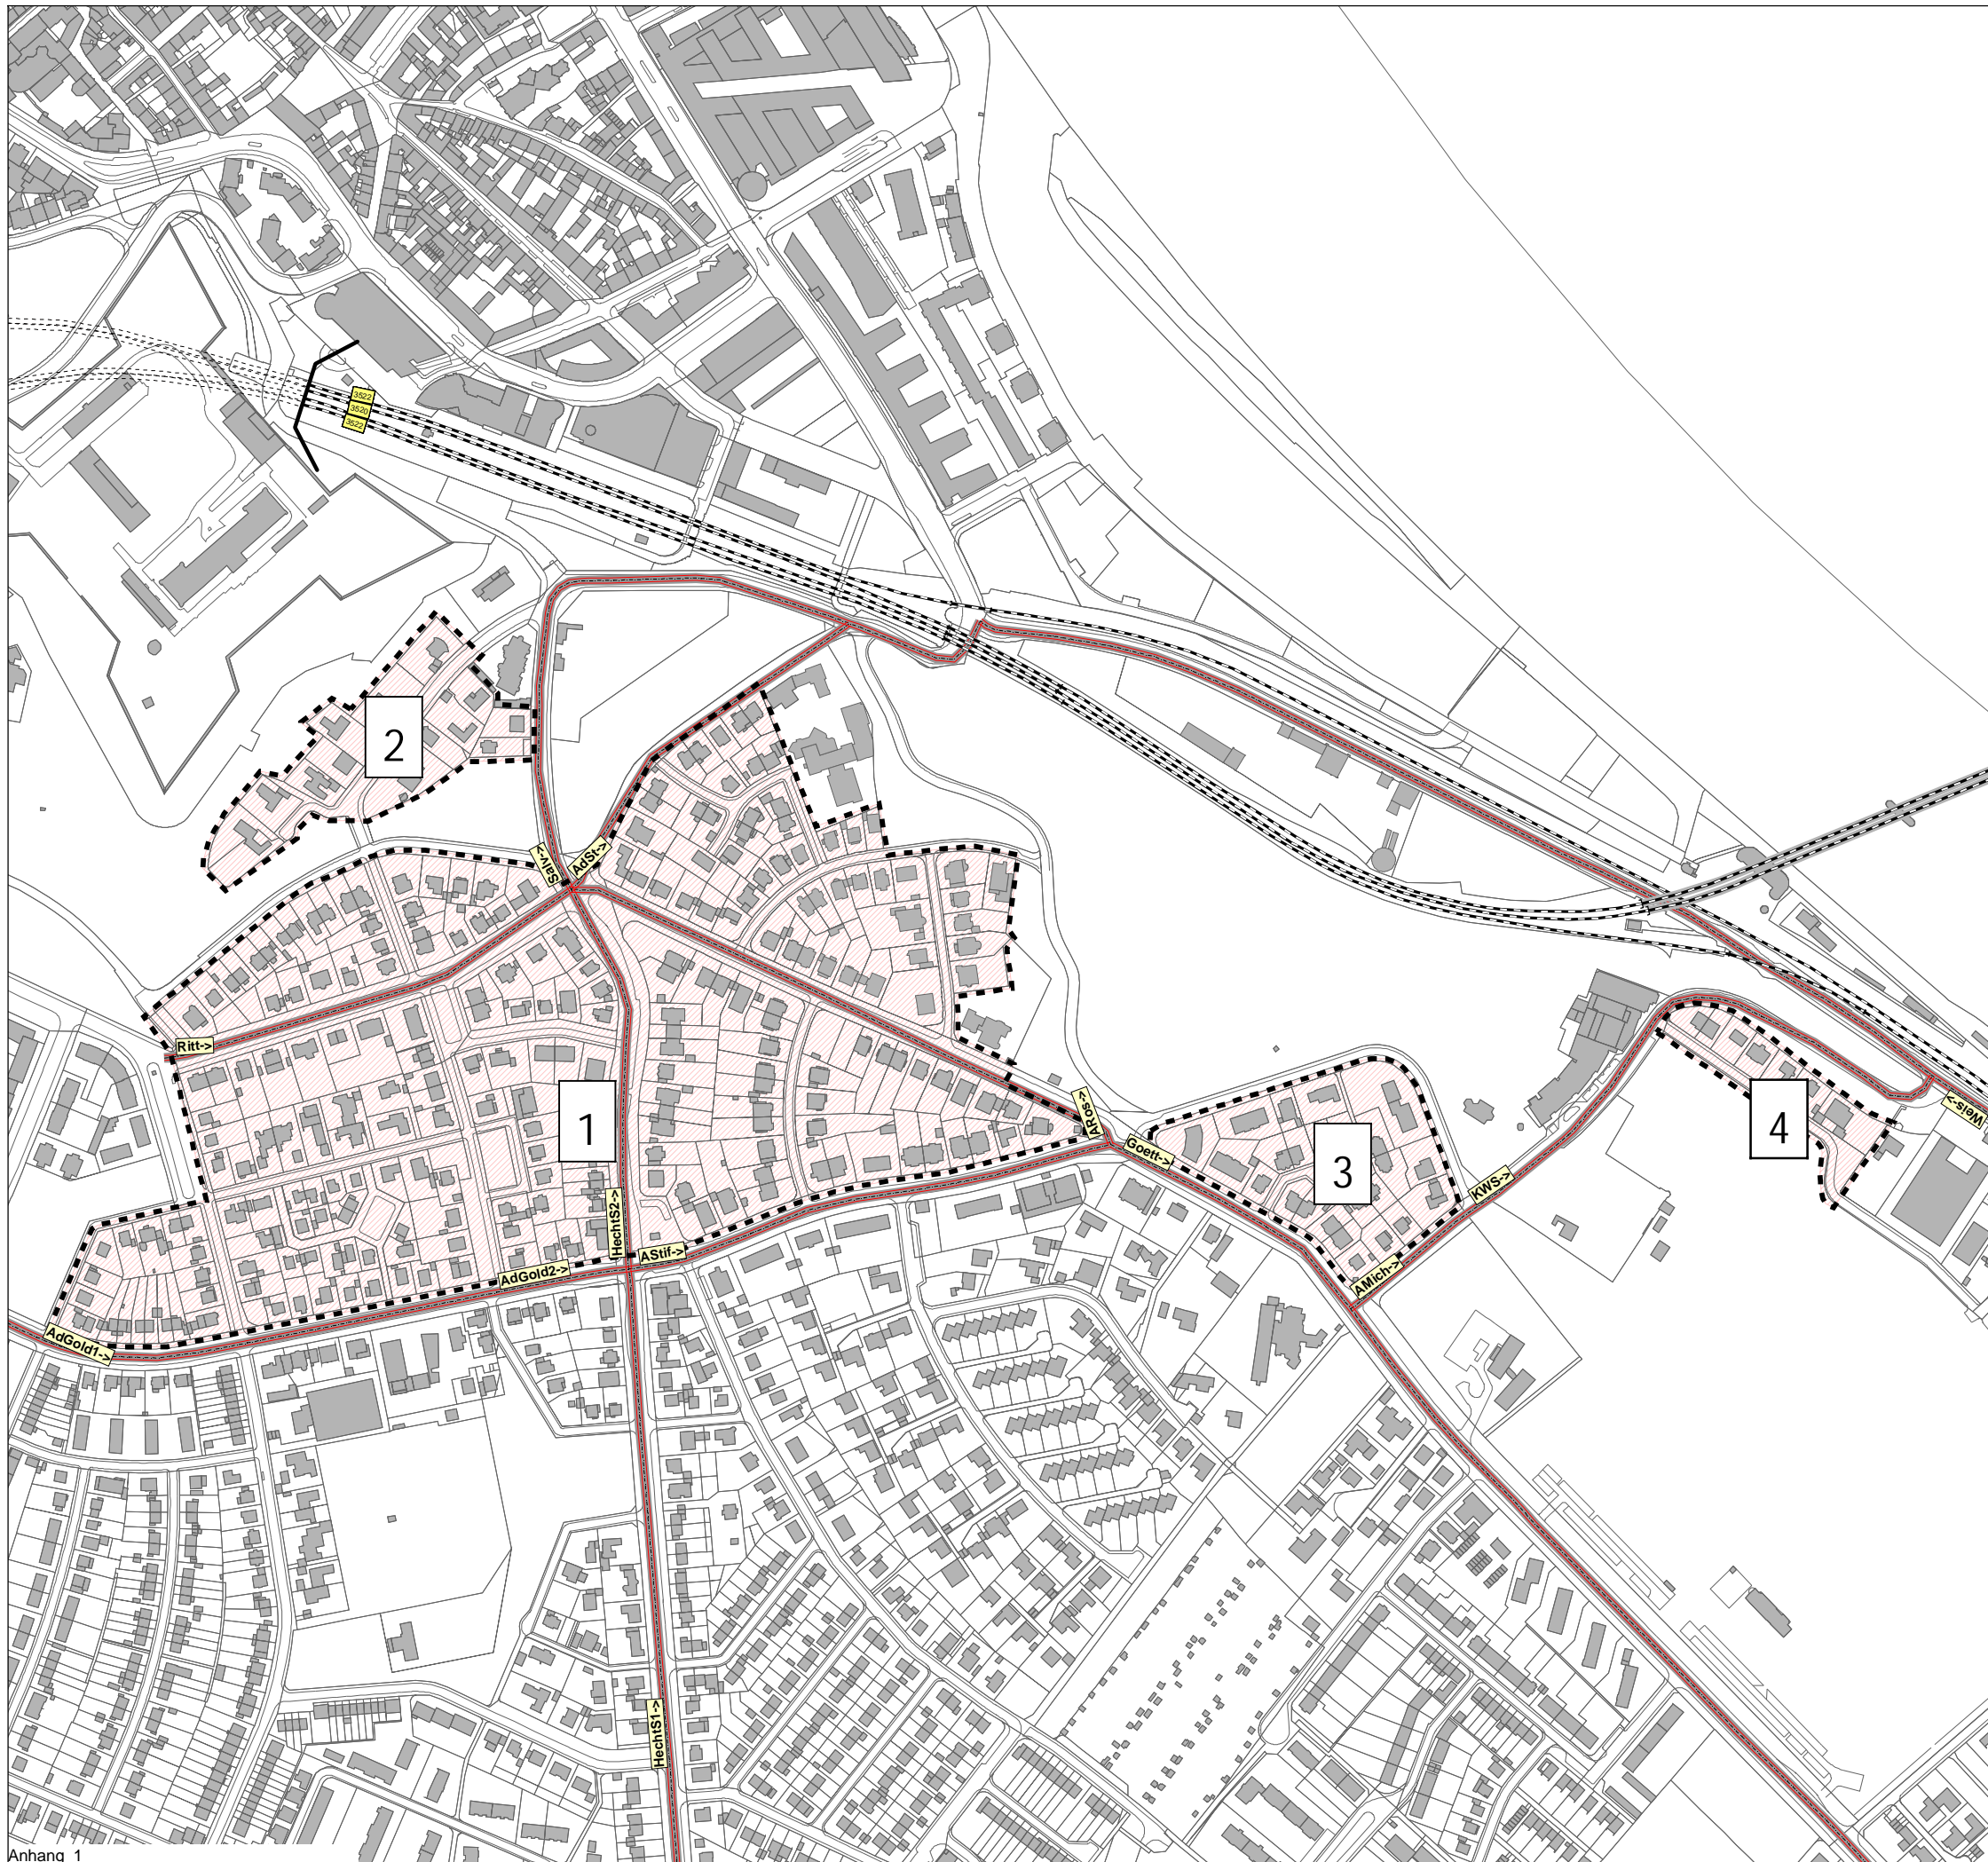 3522
3520
3522
2
Salv->
AdSt->
Ritt->
1
ARos->
Goett->
3
4
Weis->
KWS->
HechtS2->
AStif->
AdGold2->
AMich->
AdGold1->
HechtS1->
Anhang 1